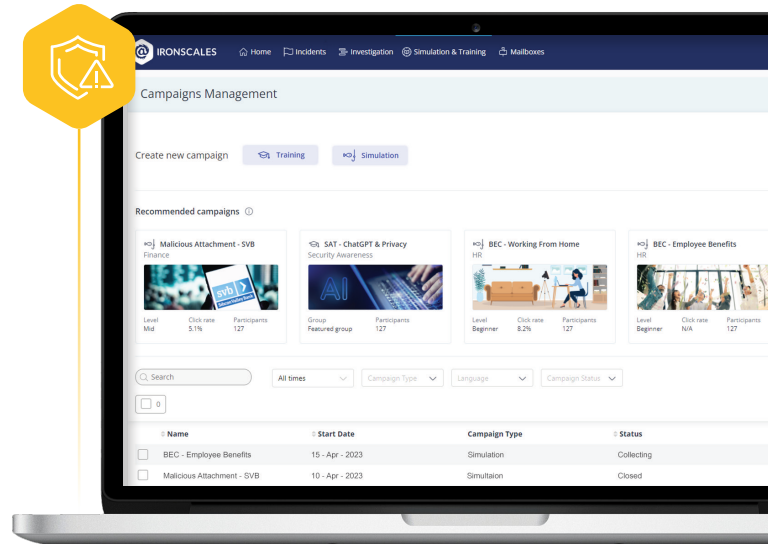 @ IRONSCALES Home Incidents Investigation Simulation & Training Mailboxes
Campaigns Management
Create new campaign Training Simulation
Recommended campaigns
Malicious Attachment - SVB SAT - ChatGPT & Privacy BEC - Working From Home BEC - Employee Benefits
Finance Security Awareness HR HR
svb
Silicon Valley Bank
AI
Level Click rate Participants Group Participants Level Click rate Participants Level Click rate Participants
Mid 5.1% 127 Featured group 127 Beginner 8.2% 127 Beginner N/A 127
Search All times Campaign Type Language Campaign Status
0
Name Start Date Campaign Type Status
BEC - Employee Benefits 15 - Apr - 2023 Simulation Collecting
Malicious Attachment - SVB 10 - Apr - 2023 Simultaion Closed